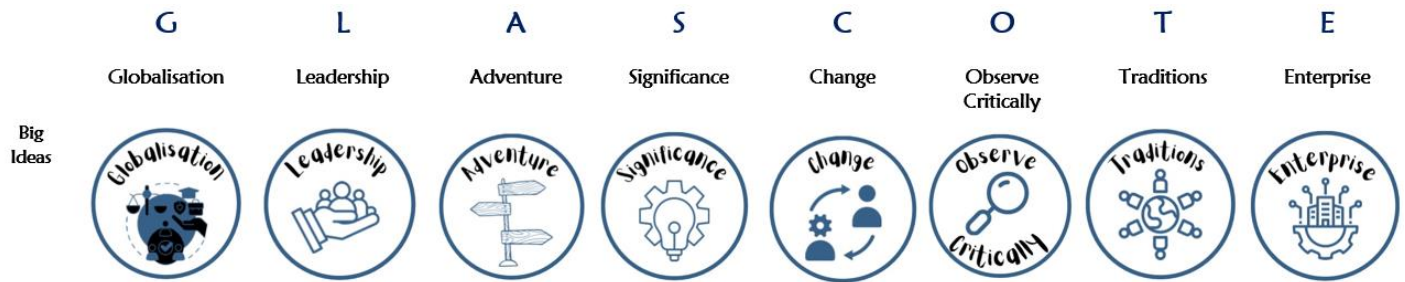 G L A S C O T E
Globalisation Leadership Adventure Significance Change Observe Critically Traditions Enterprise
Big
Ideas
Globalisation Leadership Adventure Significance Change Observe Critically Traditions Enterprise